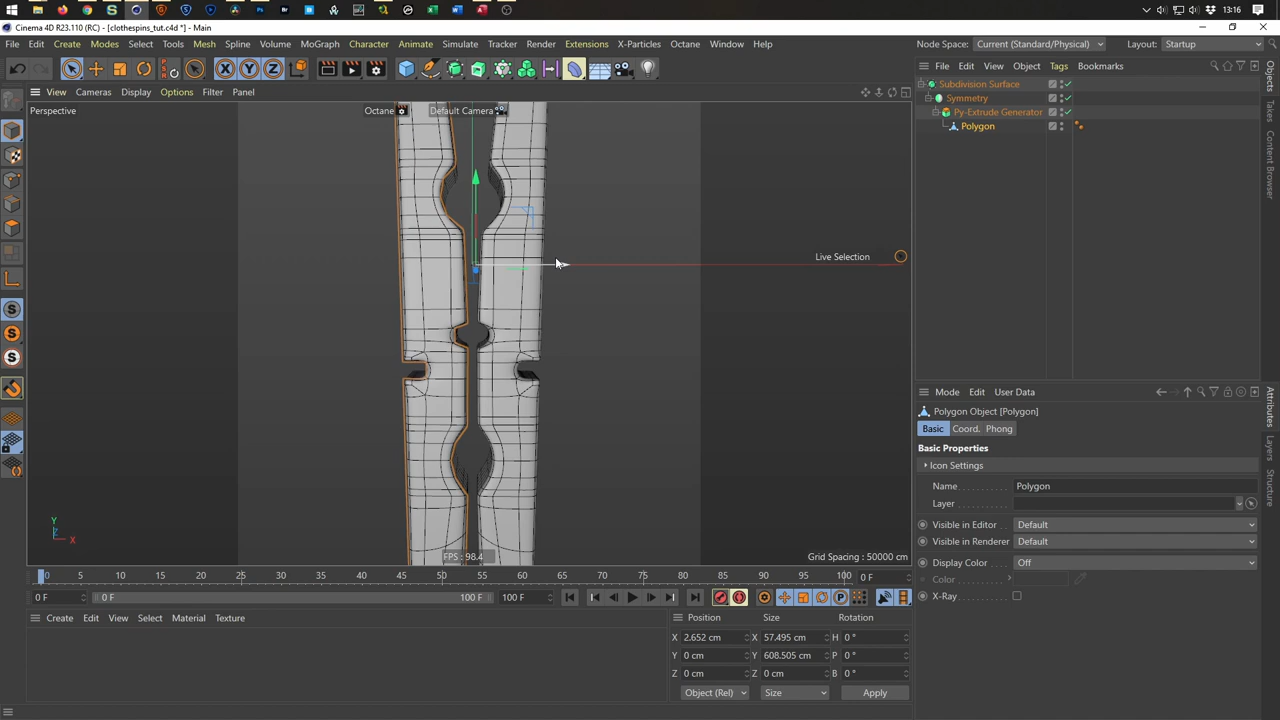 13:16
Cinema 4D R23.110 (RC) - [clothespins_tut.c4d *] - Main
File Edit Create Modes Select Tools Mesh Spline Volume MoGraph Character Animate Simulate Tracker Render Extensions X-Particles Octane Window Help
Node Space: Current (Standard/Physical) Layout: Startup
File Edit View Object Tags Bookmarks
View Cameras Display Options Filter Panel
Subdivision Surface
Symmetry
Py-Extrude Generator
Polygon
Perspective
Octane
Default Camera
Live Selection
Objects
Takes
Content Browser
Mode Edit User Data
Polygon Object [Polygon]
Basic Coord. Phong
Basic Properties
Icon Settings
Name Polygon
Layer
Visible in Editor Default
Visible in Renderer Default
Display Color Off
Color
X-Ray
Attributes
Layers
Structure
Y
Z
X
FPS : 98.4
Grid Spacing : 50000 cm
0 5 10 15 20 25 30 35 40 45 50 55 60 65 70 75 80 85 90 95 100 0 F
0 F 0 F 100 F 100 F
Create Edit View Select Material Texture
Position Size Rotation
X 2.652 cm X 57.495 cm H 0 °
Y 0 cm Y 608.505 cm P 0 °
Z 0 cm Z 0 cm B 0 °
Object (Rel) Size Apply